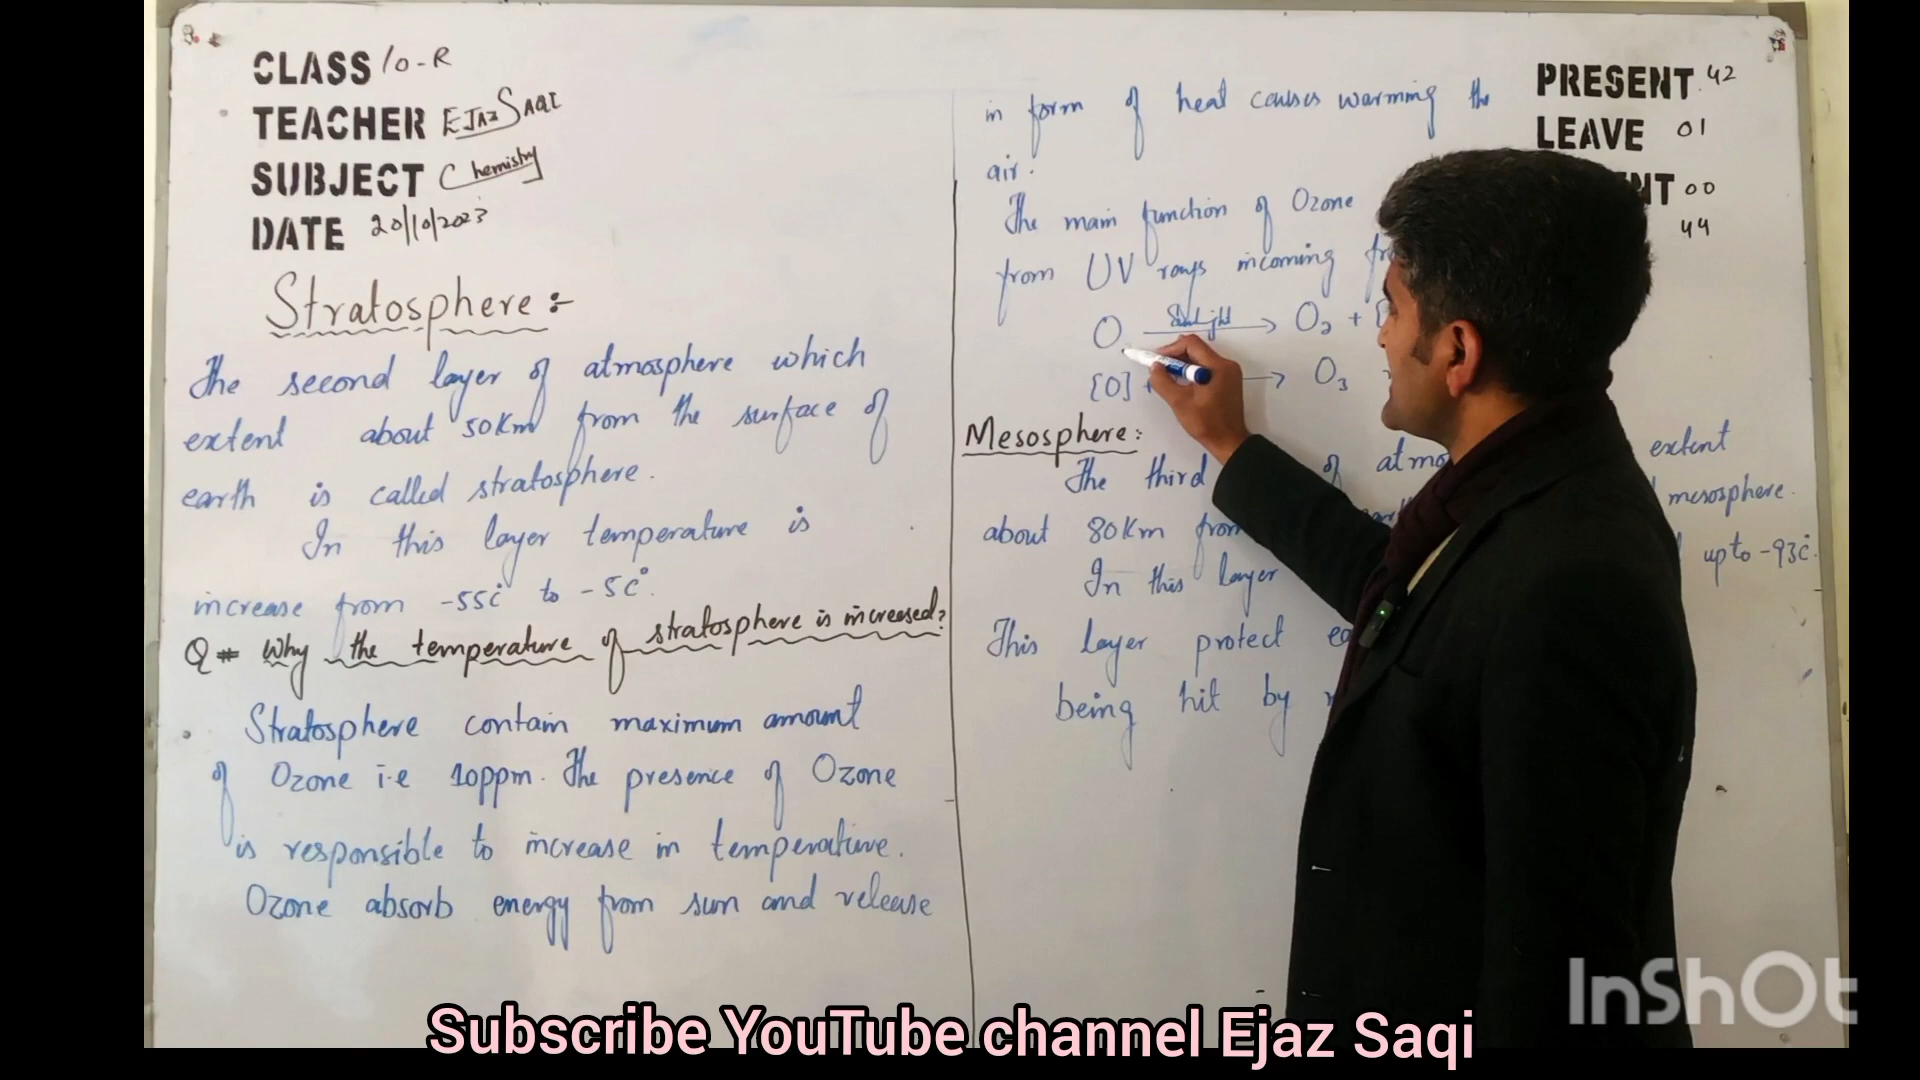 CLASS 10-R
TEACHER EJAZ SAQI
SUBJECT Chemistry
DATE 20/10/2023
Stratosphere:-
The second layer of atmosphere which
extent about 50Km from the surface of
earth is called stratosphere.
In this layer temperature is
increase from -55c° to -5c°.
Q # Why the temperature of stratosphere is increased?
Stratosphere contain maximum amount
of Ozone i.e 10ppm. The presence of Ozone
is responsible to increase in temperature.
Ozone absorb energy from sun and release
in form of heat causes warming the
air.
The main function of Ozone
from UV rays incoming
O Sunlight → O2 + [
[O] + → O3
Mesosphere:
The third of extent
about 80Km from mesosphere.
In this layer upto -93c°.
This layer protect
being hit by
PRESENT 42
LEAVE 01
NT 00
44
InShOt
Subscribe YouTube channel Ejaz Saqi